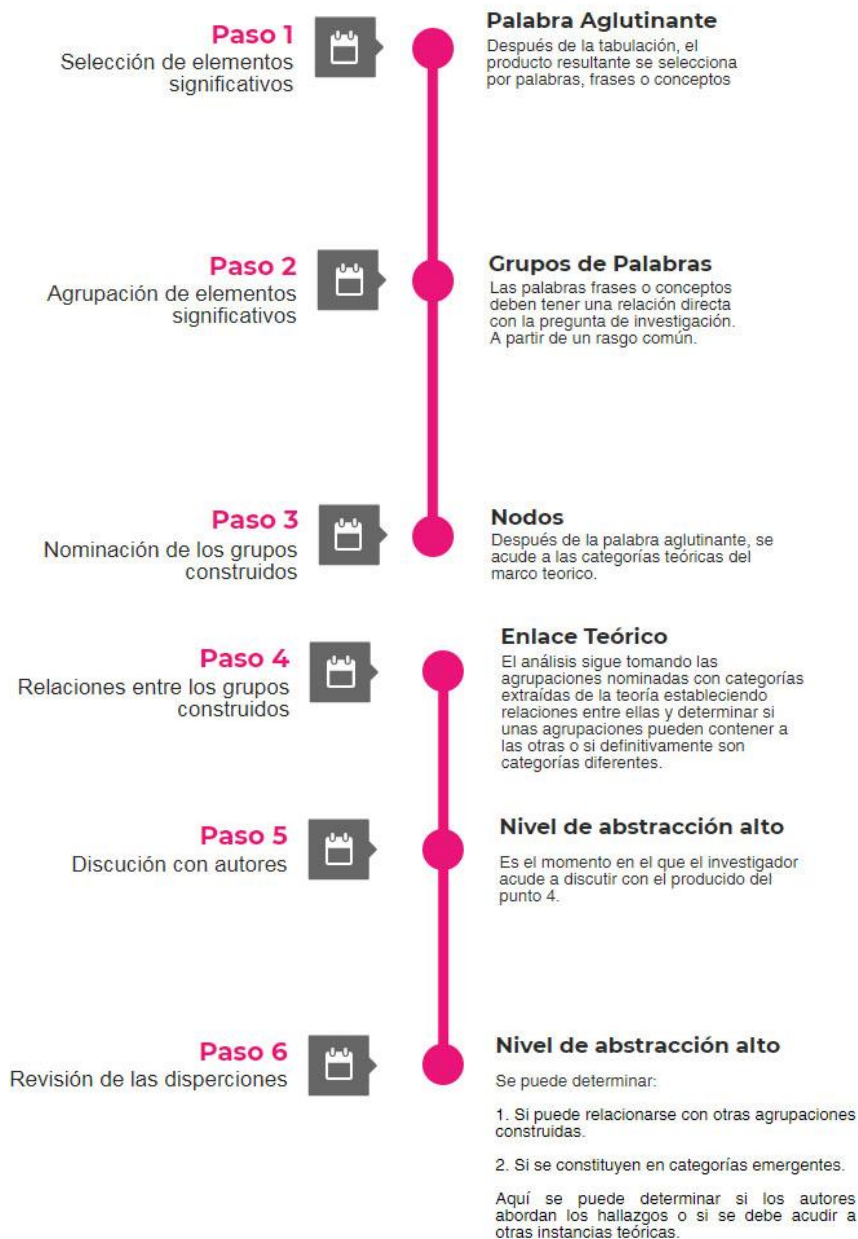 Paso 1
Selección de elementos
significativos
Palabra Aglutinante
Después de la tabulación, el
producto resultante se selecciona
por palabras, frases o conceptos
Paso 2
Agrupación de elementos
significativos
Grupos de Palabras
Las palabras frases o conceptos
deben tener una relación directa
con la pregunta de investigación.
A partir de un rasgo común.
Paso 3
Nominación de los grupos
construidos
Nodos
Después de la palabra aglutinante, se
acude a las categorías teóricas del
marco teorico.
Paso 4
Relaciones entre los grupos
construidos
Enlace Teórico
El análisis sigue tomando las
agrupaciones nominadas con categorías
extraídas de la teoría estableciendo
relaciones entre ellas y determinar si
unas agrupaciones pueden contener a
las otras o si definitivamente son
categorías diferentes.
Paso 5
Discución con autores
Nivel de abstracción alto
Es el momento en el que el investigador
acude a discutir con el producido del
punto 4.
Paso 6
Revisión de las disperciones
Nivel de abstracción alto
Se puede determinar:
1. Si puede relacionarse con otras agrupaciones
construidas.
2. Si se constituyen en categorías emergentes.
Aquí se puede determinar si los autores
abordan los hallazgos o si se debe acudir a
otras instancias teóricas.